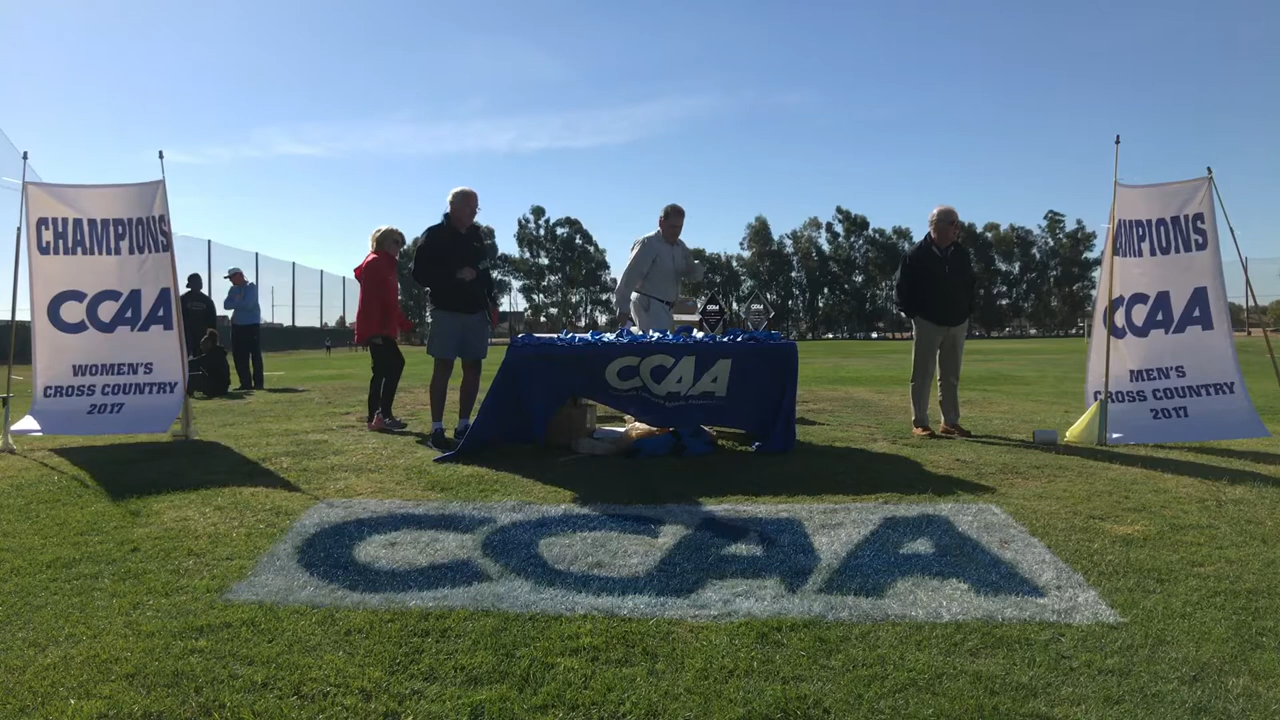 CHAMPIONS
CCAA
WOMEN'S
CROSS COUNTRY
2017
CCAA
AMPIONS
CCAA
MEN'S
CROSS COUNTRY
2017
CCAA